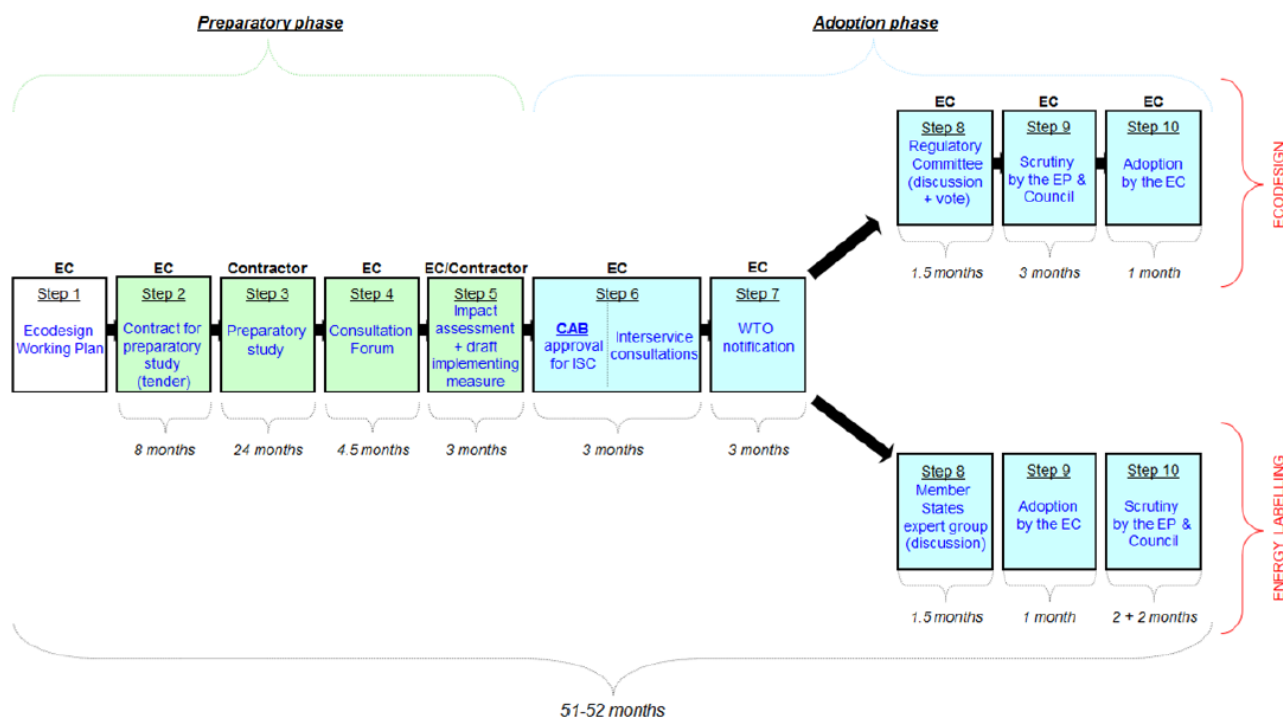 Preparatory phase
Adoption phase
EC
EC
EC
Step 8
Regulatory
Committee
(discussion
+ vote)
Step 9
Scrutiny
by the EP &
Council
Step 10
Adoption
by the EC
1.5 months
3 months
1 month
ECODESIGN
EC
EC
Contractor
EC
EC/Contractor
EC
EC
Step 1
Ecodesign
Working Plan
Step 2
Contract for
preparatory
study
(tender)
Step 3
Preparatory
study
Step 4
Consultation
Forum
Step 5
Impact
assessment
+ draft
implementing
measure
Step 6
CAB
approval
for ISC
Interservice
consultations
Step 7
WTO
notification
8 months
24 months
4.5 months
3 months
3 months
3 months
Step 8
Member
States
expert group
(discussion)
Step 9
Adoption
by the EC
Step 10
Scrutiny
by the EP &
Council
1.5 months
1 month
2 + 2 months
ENERGY LABELLING
51-52 months